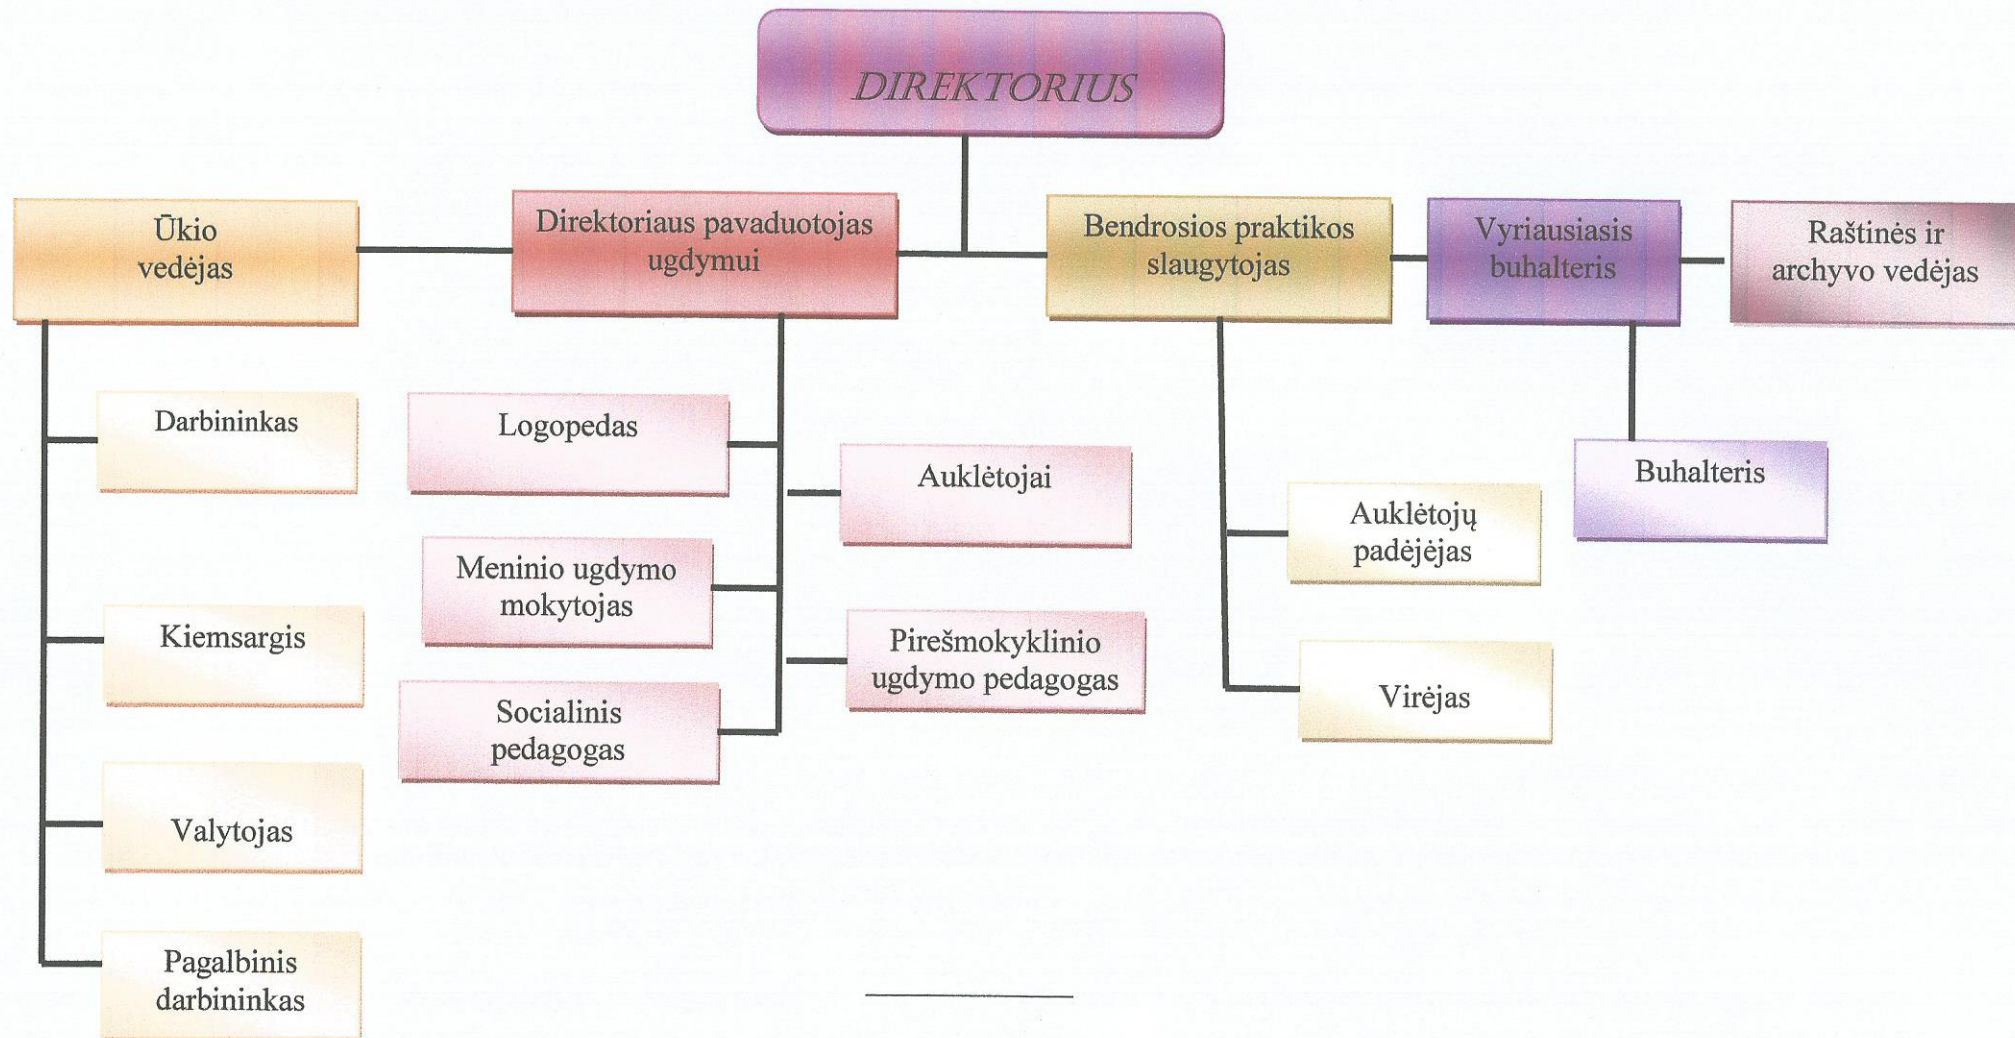 DIREKTORIUS
Ūkio
vedėjas
Direktoriaus pavaduotojas
ugdymui
Bendrosios praktikos
slaugytojas
Vyriausiasis
buhalteris
Raštinės ir
archyvo vedėjas
Darbininkas
Kiemsargis
Valytojas
Pagalbinis
darbininkas
Logopedas
Meninio ugdymo
mokytojas
Socialinis
pedagogas
Auklėtojai
Pirešmokyklinio
ugdymo pedagogas
Auklėtojų
padėjėjas
Virėjas
Buhalteris